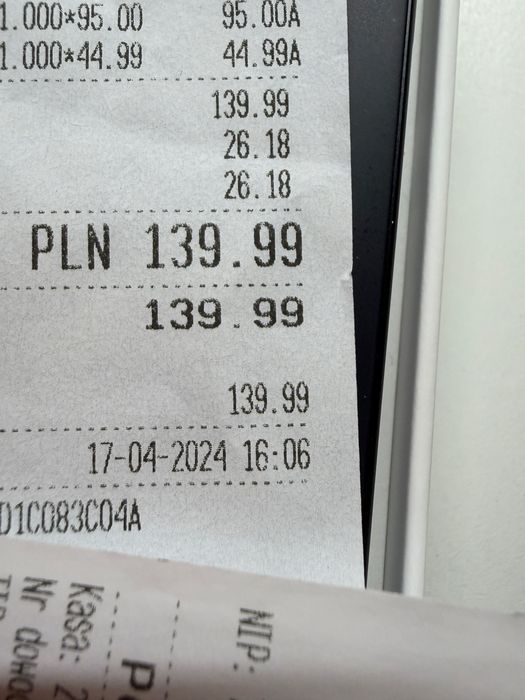 1.000*95.00 95.00A
1.000*44.99 44.99A
139.99
26.18
26.18
PLN 139.99
139.99
139.99
17-04-2024 16:06
D1C083C04A
NIP:
Kasa: 2
Nr